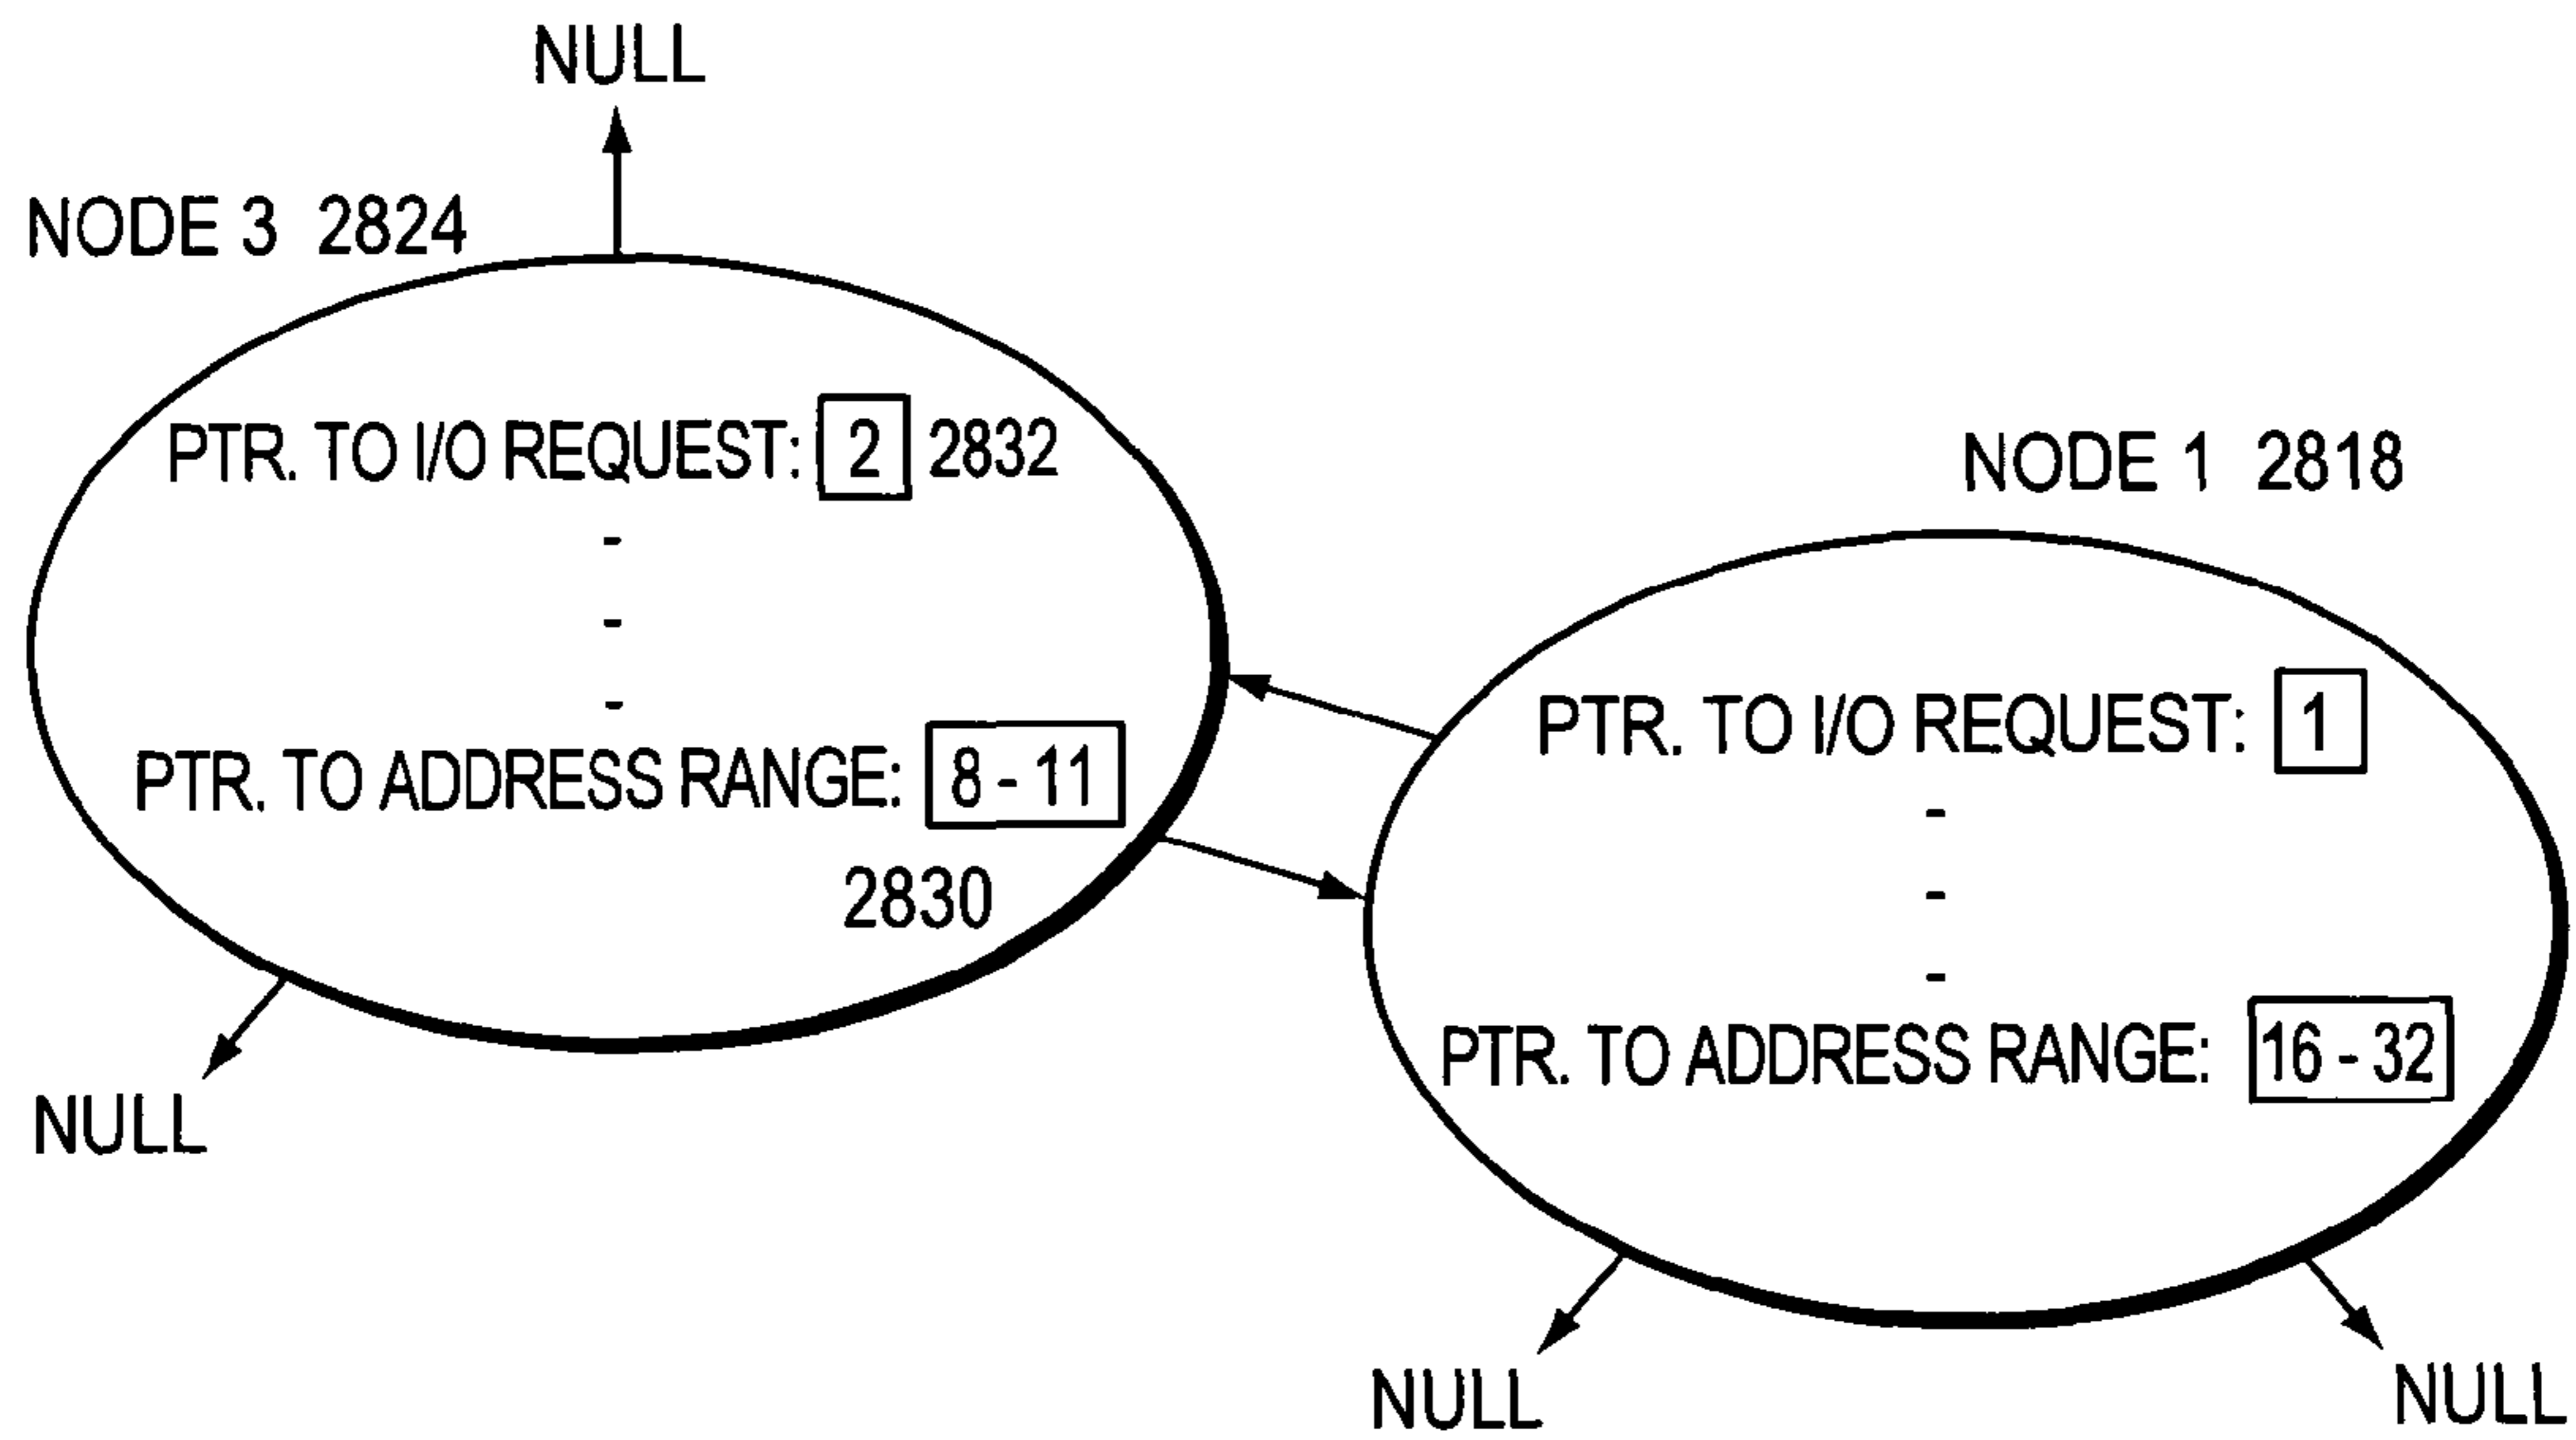 NULL
NODE 3 2824
PTR. TO I/O REQUEST: 2 2832
-
-
-
PTR. TO ADDRESS RANGE: 8 - 11
2830
NULL
NODE 1 2818
PTR. TO I/O REQUEST: 1
-
-
-
PTR. TO ADDRESS RANGE: 16 - 32
NULL
NULL